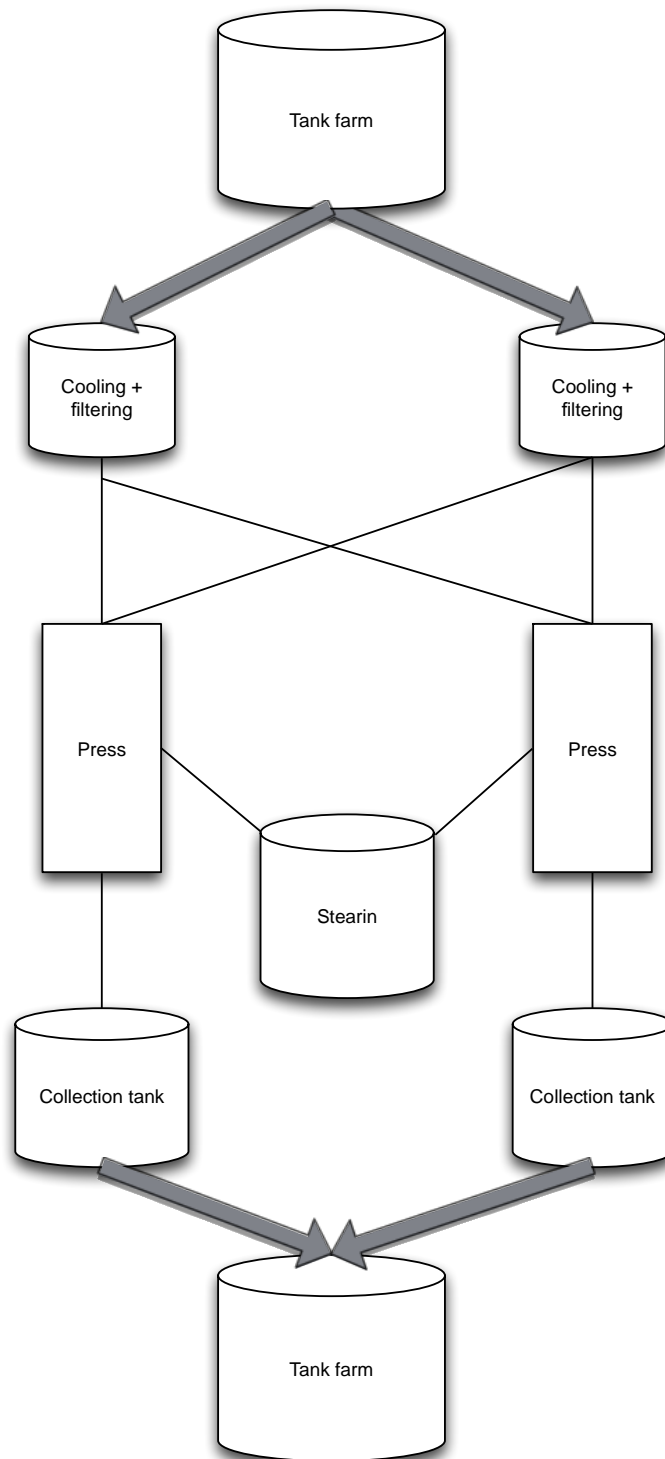 Tank farm
Cooling +
filtering
Cooling +
filtering
Press
Press
Stearin
Collection tank
Collection tank
Tank farm